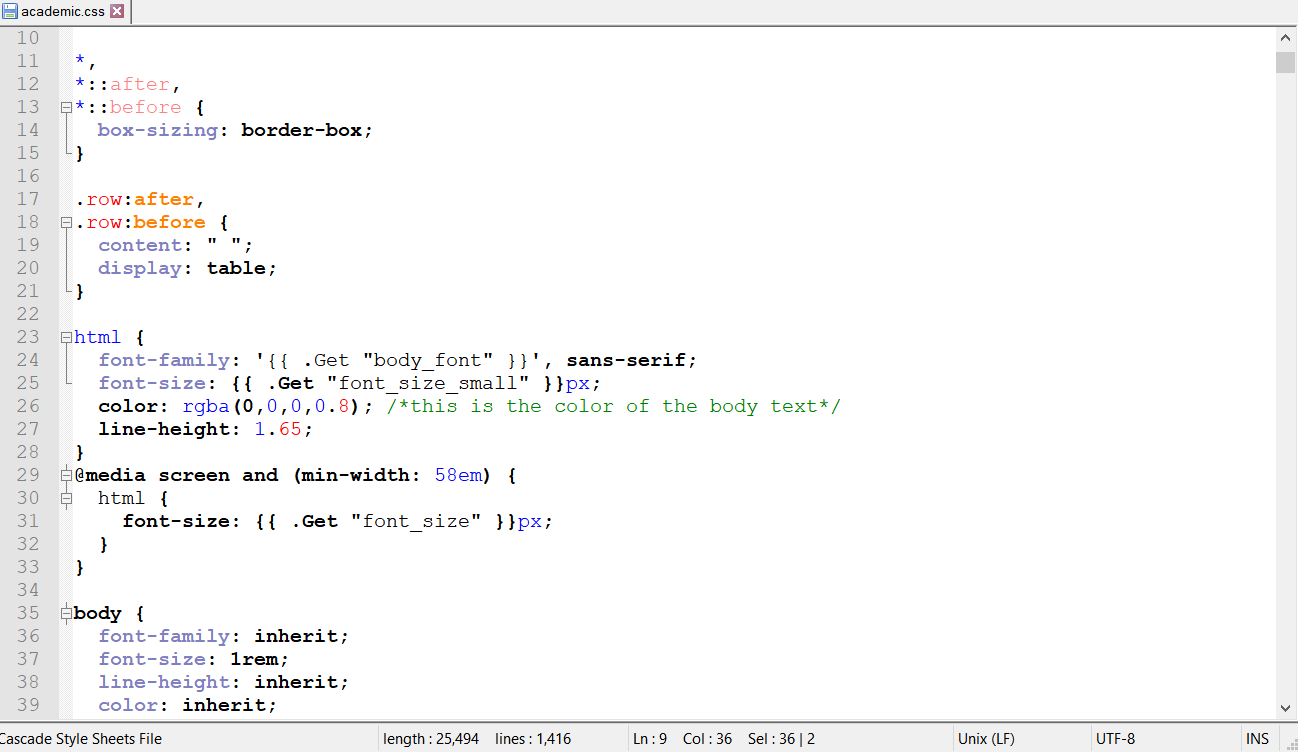 academic.css
10
11 *,
12 *::after,
13 *::before {
14   box-sizing: border-box;
15 }
16
17 .row:after,
18 .row:before {
19   content: " ";
20   display: table;
21 }
22
23 html {
24   font-family: '{{ .Get "body_font" }}', sans-serif;
25   font-size: {{ .Get "font_size_small" }}px;
26   color: rgba(0,0,0,0.8); /*this is the color of the body text*/
27   line-height: 1.65;
28 }
29 @media screen and (min-width: 58em) {
30   html {
31     font-size: {{ .Get "font_size" }}px;
32   }
33 }
34
35 body {
36   font-family: inherit;
37   font-size: 1rem;
38   line-height: inherit;
39   color: inherit;
Cascade Style Sheets File length : 25,494 lines : 1,416 Ln : 9 Col : 36 Sel : 36 | 2 Unix (LF) UTF-8 INS